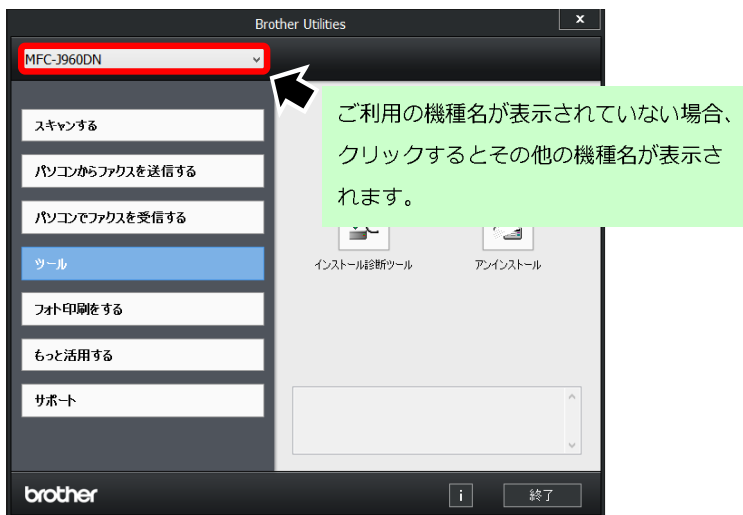 Brother Utilities
x
MFC-J960DN
ご利用の機種名が表示されていない場合、
クリックするとその他の機種名が表示さ
れます。
スキャンする
パソコンからファクスを送信する
パソコンでファクスを受信する
ツール
フォト印刷をする
もっと活用する
サポート
インストール診断ツール
アンインストール
brother
i
終了